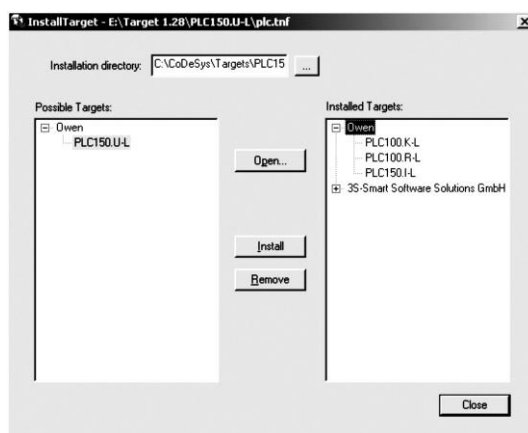 InstallTarget - E:\Target 1.28\PLC150.U-L\plc.tnf
Installation directory: C:\CoDeSys\Targets\PLC15 ...
Possible Targets:
Owen
PLC150.U-L
Open...
Install
Remove
Installed Targets:
Owen
PLC100.K-L
PLC100.R-L
PLC150.I-L
3S-Smart Software Solutions GmbH
Close